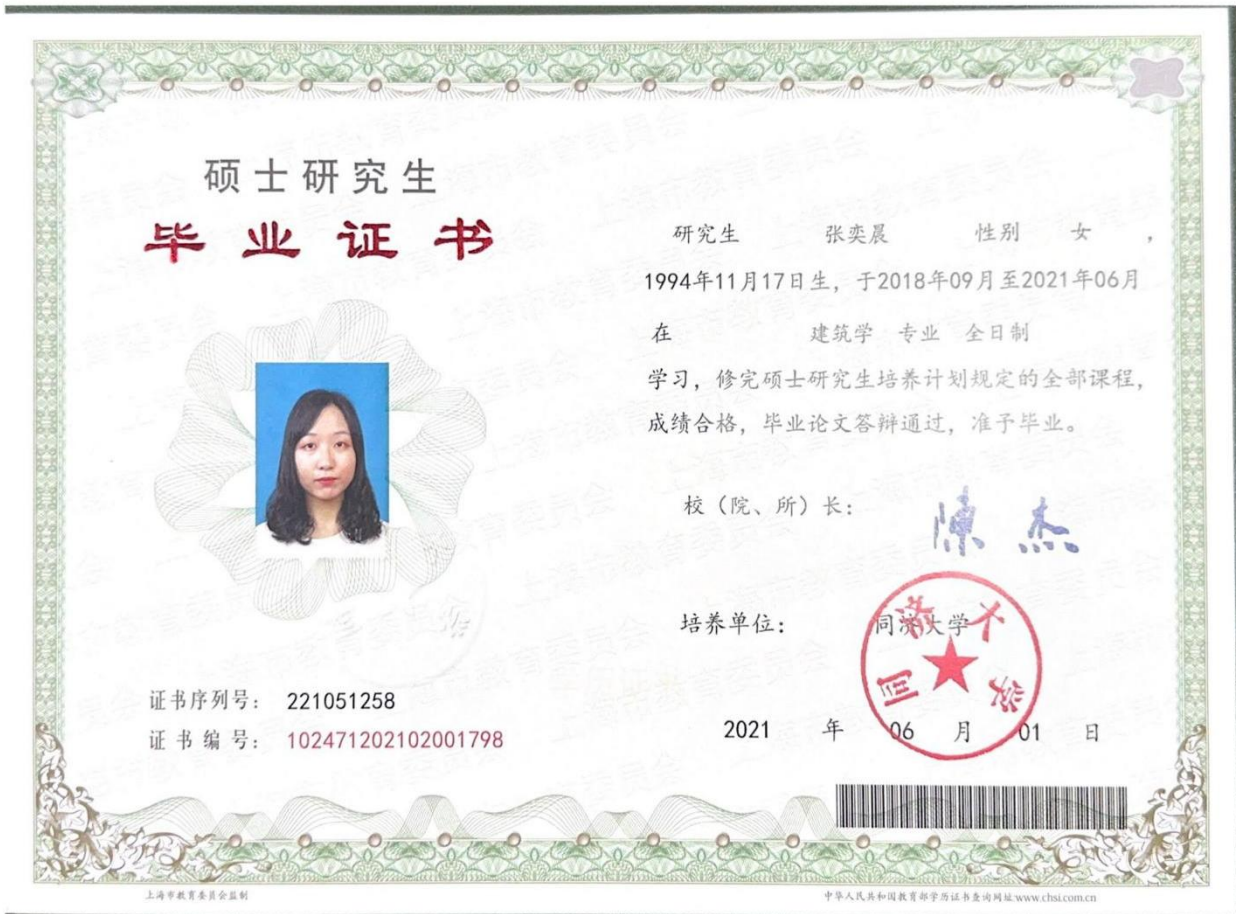 硕士研究生
毕业证书
研究生 张奕晨 性别 女 ，
1994年11月17日生，于2018年09月至2021年06月
在 建筑学 专业 全日制
学习，修完硕士研究生培养计划规定的全部课程，
成绩合格，毕业论文答辩通过，准予毕业。
校（院、所）长：
陈杰
培养单位： 同济大学
同济大学
2021 年 06 月 01 日
证书序列号： 221051258
证书编号： 102471202102001798
上海市教育委员会监制
中华人民共和国教育部学历证书查询网址:www.chsi.com.cn